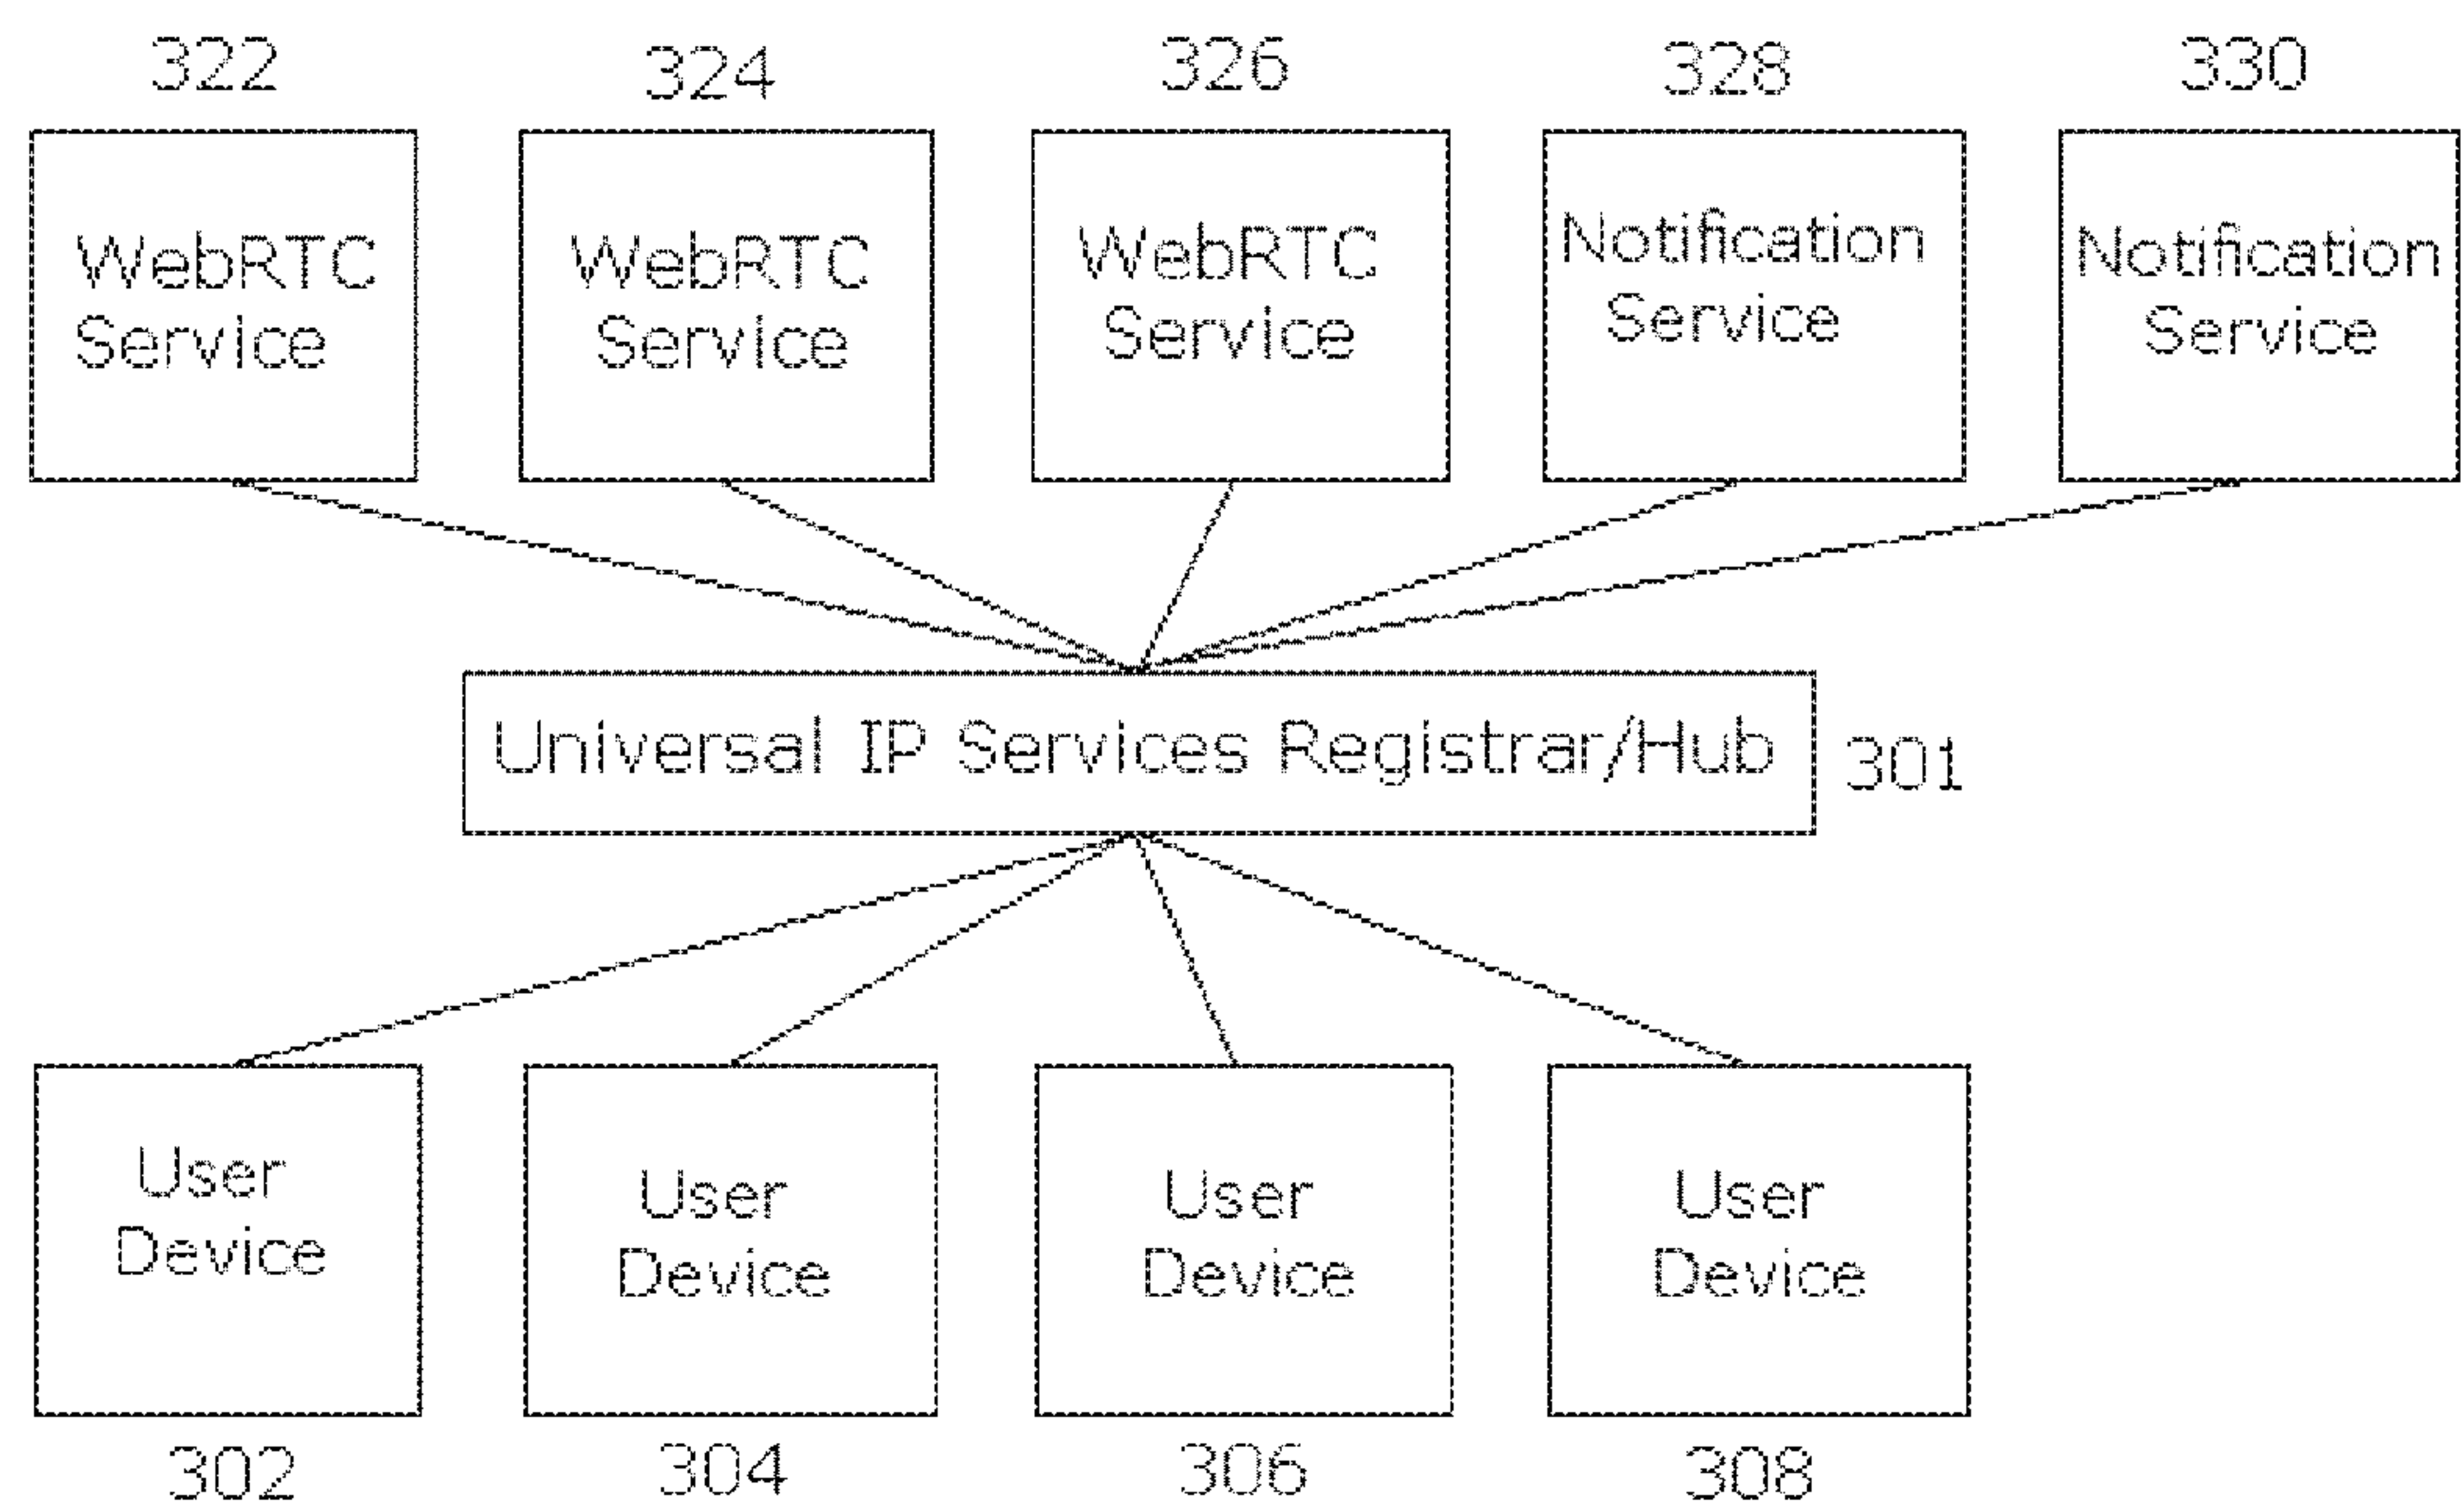 322 324 326 328 330
WebRTC
Service
WebRTC
Service
WebRTC
Service
Notification
Service
Notification
Service
Universal IP Services Registrar/Hub 301
User
Device
User
Device
User
Device
User
Device
302 304 306 308